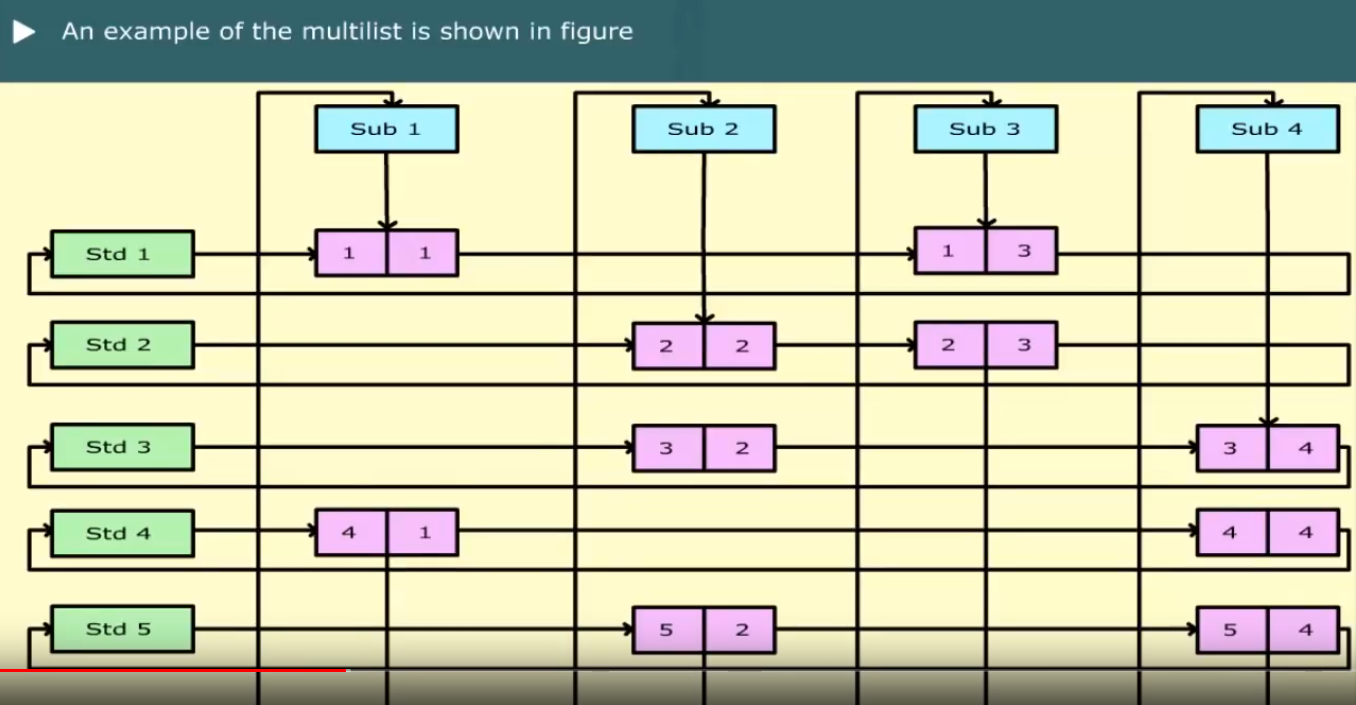 An example of the multilist is shown in figure
Sub 1 Sub 2 Sub 3 Sub 4
Std 1 1 1 1 3
Std 2 2 2 2 3
Std 3 3 2 3 4
Std 4 4 1 4 4
Std 5 5 2 5 4